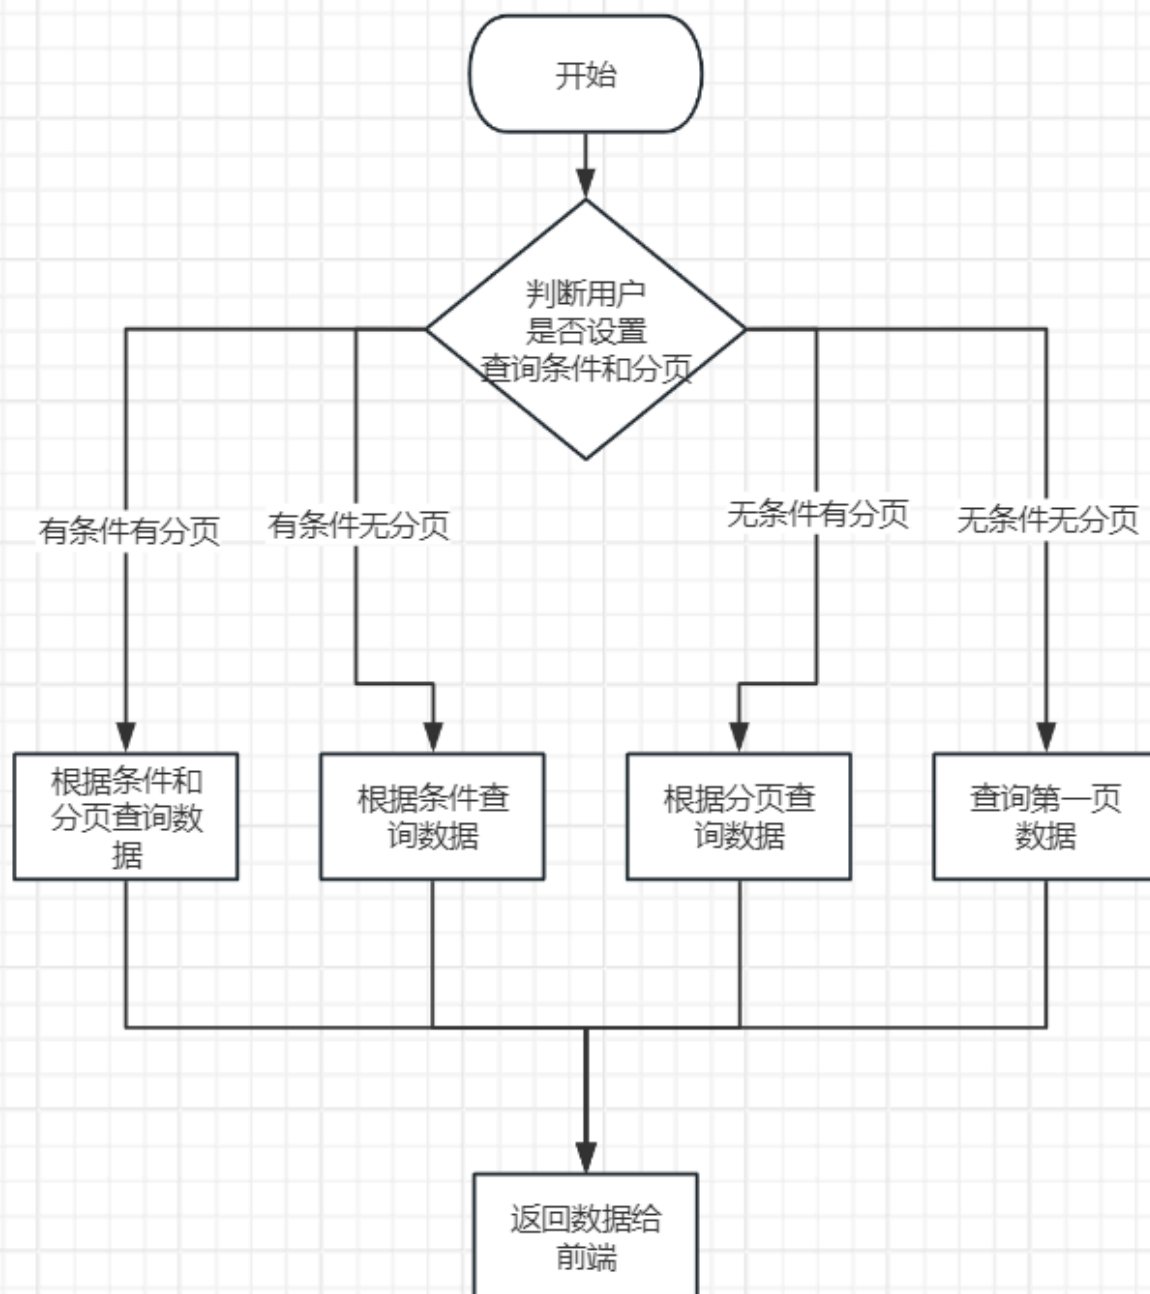 开始
判断用户
是否设置
查询条件和分页
有条件有分页
有条件无分页
无条件有分页
无条件无分页
根据条件和
分页查询数
据
根据条件查
询数据
根据分页查
询数据
查询第一页
数据
返回数据给
前端